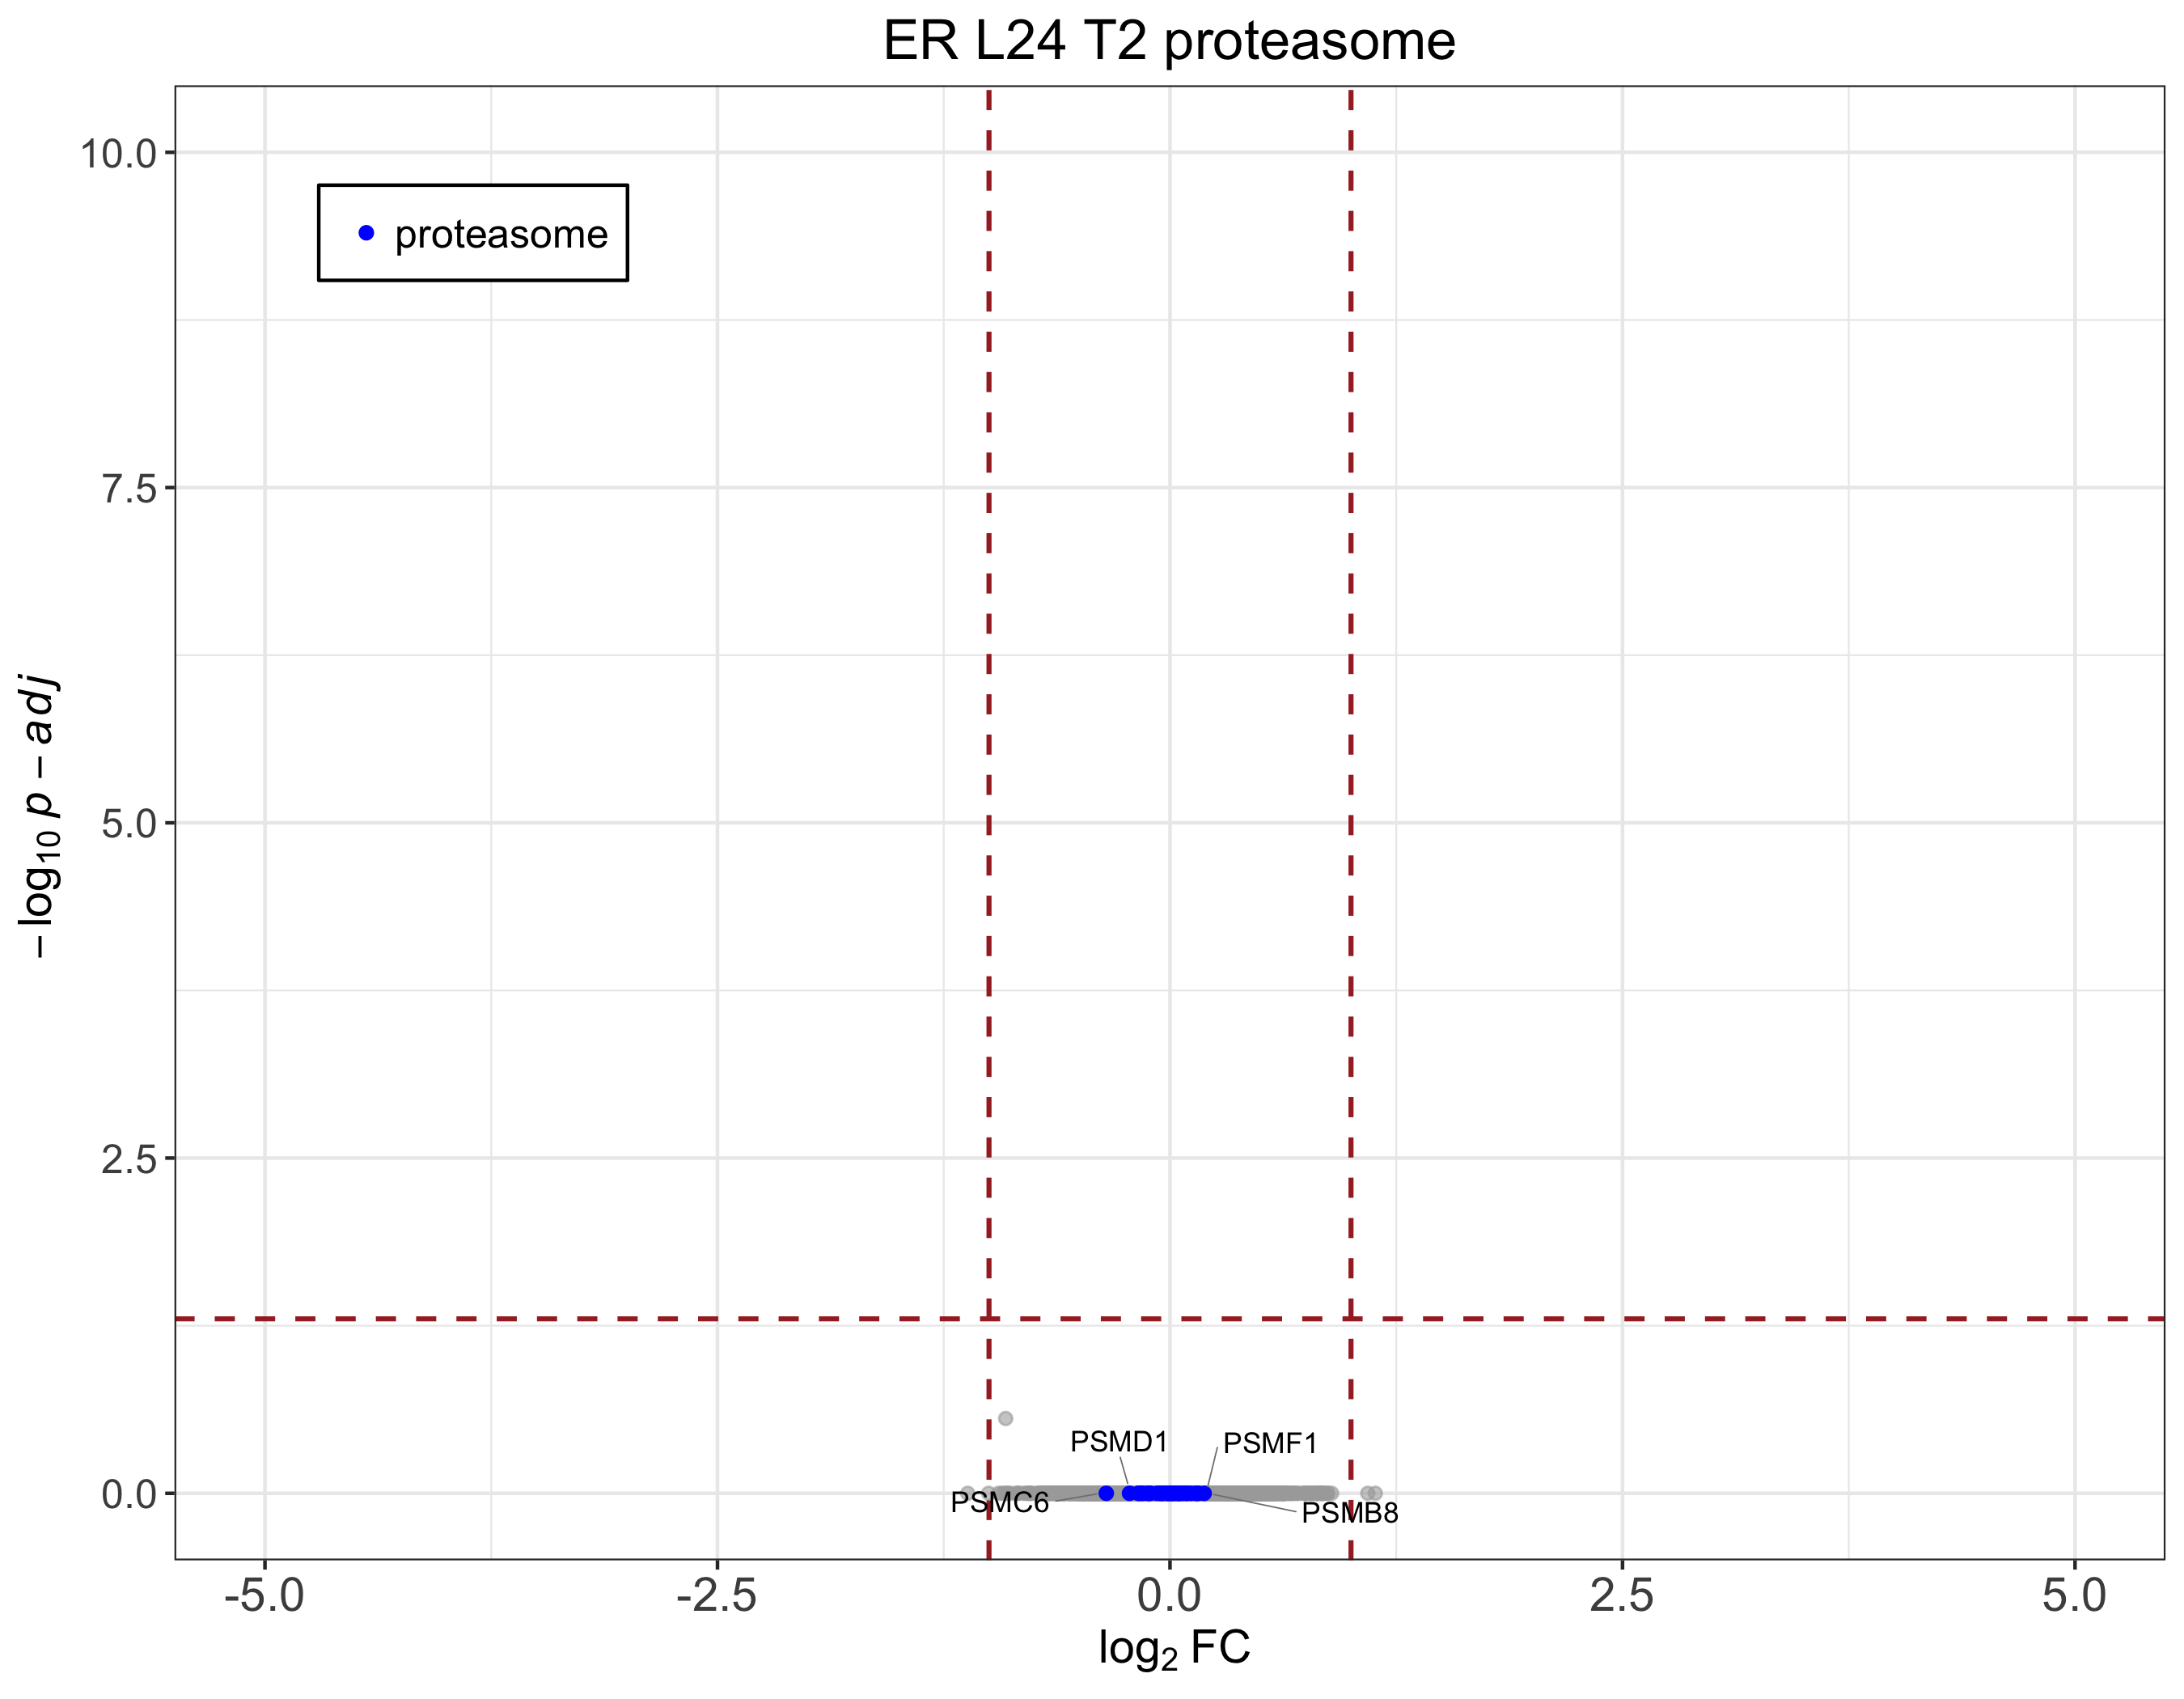 ER L24 T2 proteasome
10.0
proteasome
7.5
5.0
2.5
0.0
−log10 p − adj
PSMD1
PSMF1
PSMC6
PSMB8
-5.0
-2.5
0.0
2.5
5.0
log2 FC